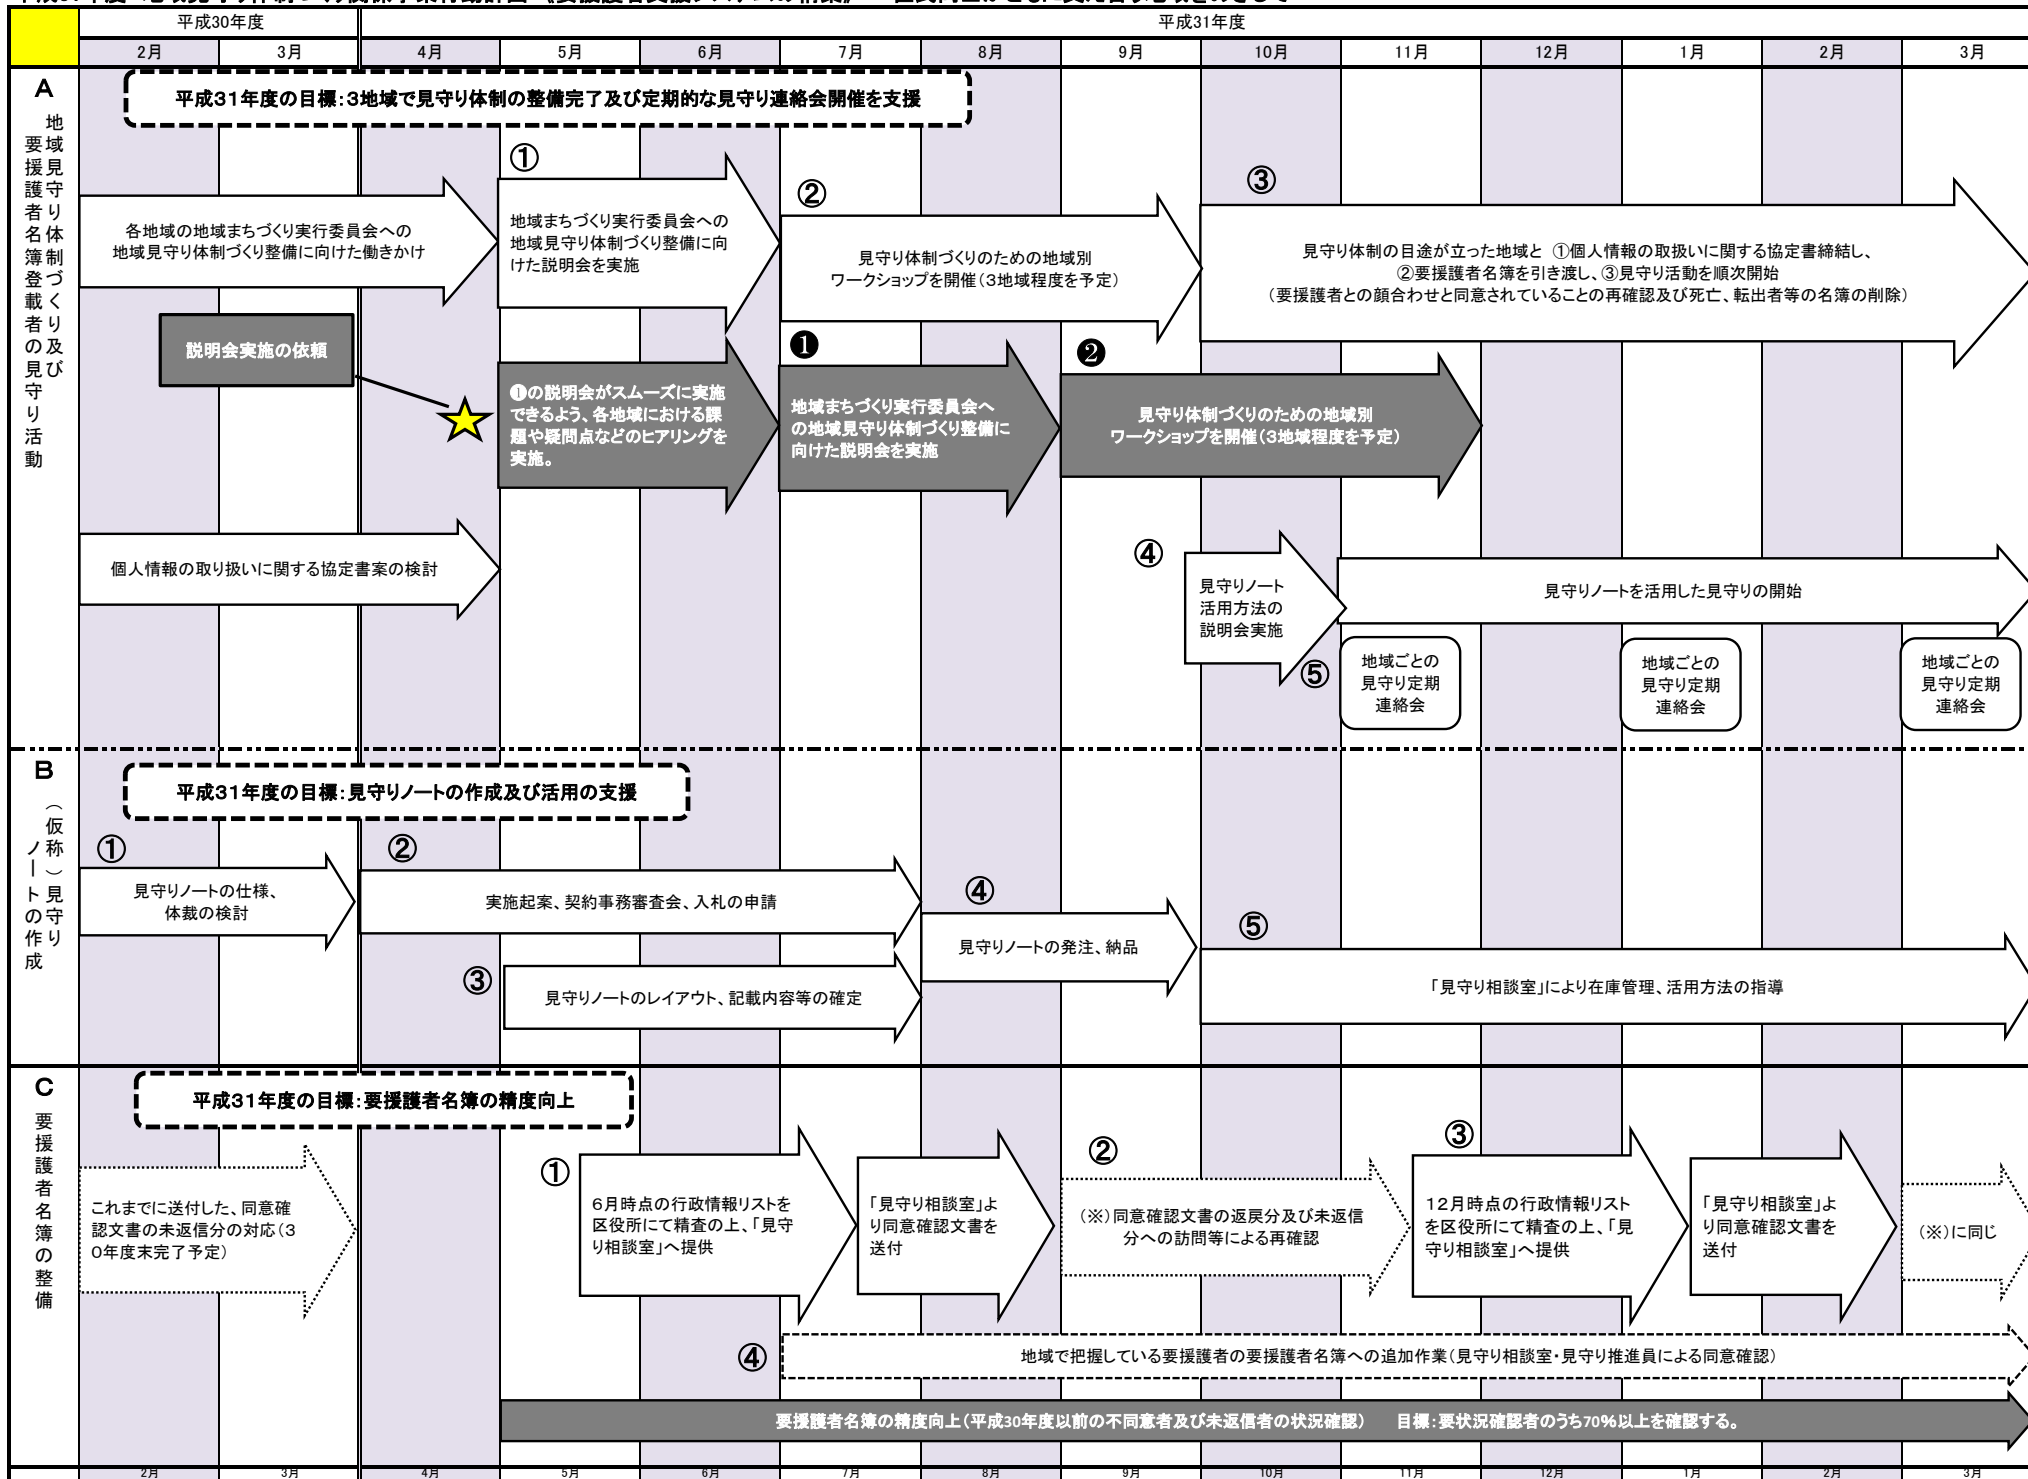 平成30年度
平成31年度
2月 3月 4月 5月 6月 7月 8月 9月 10月 11月 12月 1月 2月 3月
A
地域見守り体制づくり及び
要援護者名簿登載者の見守り活動
平成31年度の目標:3地域で見守り体制の整備完了及び定期的な見守り連絡会開催を支援
各地域の地域まちづくり実行委員会への
地域見守り体制づくり整備に向けた働きかけ
①
地域まちづくり実行委員会への
地域見守り体制づくり整備に向
けた説明会を実施
②
見守り体制づくりのための地域別
ワークショップを開催(3地域程度を予定)
③
見守り体制の目途が立った地域と ①個人情報の取扱いに関する協定書締結し、
②要援護者名簿を引き渡し、③見守り活動を順次開始
(要援護者との顔合わせと同意されていることの再確認及び死亡、転出者等の名簿の削除)
説明会実施の依頼
❶の説明会がスムーズに実施
できるよう、各地域における課
題や疑問点などのヒアリングを
実施。
❶
地域まちづくり実行委員会へ
の地域見守り体制づくり整備に
向けた説明会を実施
❷
見守り体制づくりのための地域別
ワークショップを開催(3地域程度を予定)
個人情報の取り扱いに関する協定書案の検討
④
見守りノート
活用方法の
説明会実施
見守りノートを活用した見守りの開始
⑤
地域ごとの
見守り定期
連絡会
地域ごとの
見守り定期
連絡会
地域ごとの
見守り定期
連絡会
B
(仮称)見守り
ノートの作成
平成31年度の目標:見守りノートの作成及び活用の支援
①
見守りノートの仕様、
体裁の検討
②
実施起案、契約事務審査会、入札の申請
③
見守りノートのレイアウト、記載内容等の確定
④
見守りノートの発注、納品
⑤
「見守り相談室」により在庫管理、活用方法の指導
C
要援護者名簿の整備
平成31年度の目標:要援護者名簿の精度向上
これまでに送付した、同意確
認文書の未返信分の対応(3
0年度末完了予定)
①
6月時点の行政情報リストを
区役所にて精査の上、「見守
り相談室」へ提供
「見守り相談室」よ
り同意確認文書を
送付
②
(※)同意確認文書の返戻分及び未返信
分への訪問等による再確認
③
12月時点の行政情報リスト
を区役所にて精査の上、「見
守り相談室」へ提供
「見守り相談室」よ
り同意確認文書を
送付
(※)に同じ
④
地域で把握している要援護者の要援護者名簿への追加作業(見守り相談室・見守り推進員による同意確認)
要援護者名簿の精度向上(平成30年度以前の不同意者及び未返信者の状況確認) 目標:要状況確認者のうち70%以上を確認する。
2月 3月 4月 5月 6月 7月 8月 9月 10月 11月 12月 1月 2月 3月